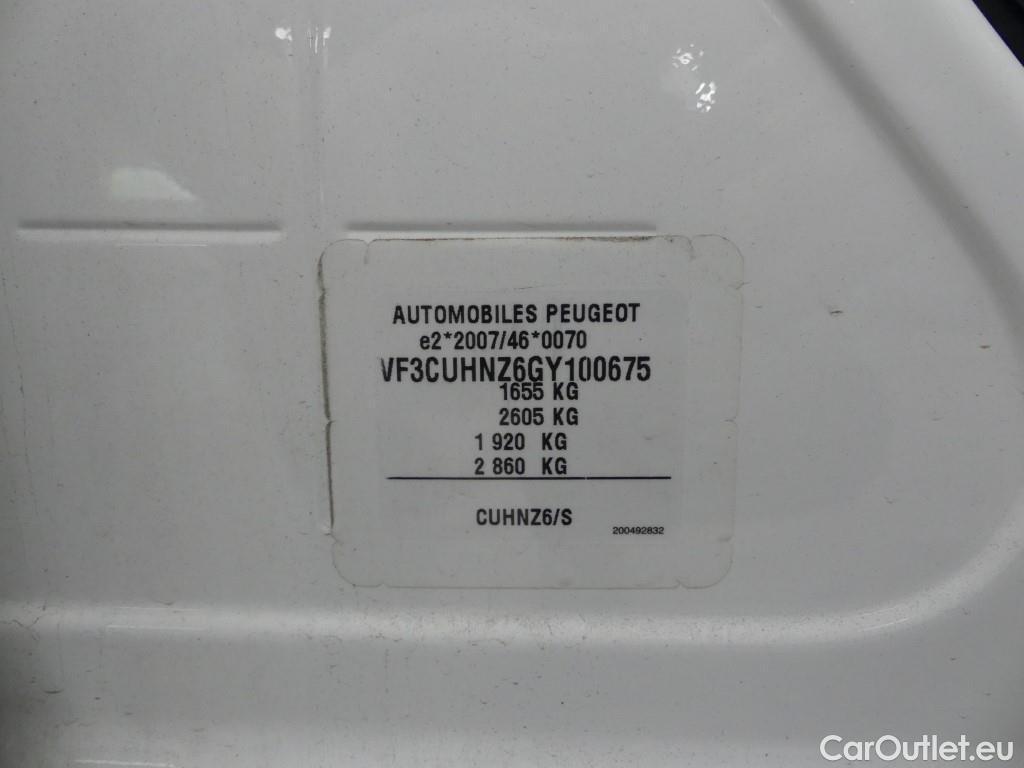 AUTOMOBILES PEUGEOT
e2*2007/46*0070
VF3CUHNZ6GY100675
1655 KG
2605 KG
1 920 KG
2 860 KG
CUHNZ6/S
200492832
CarOutlet.eu